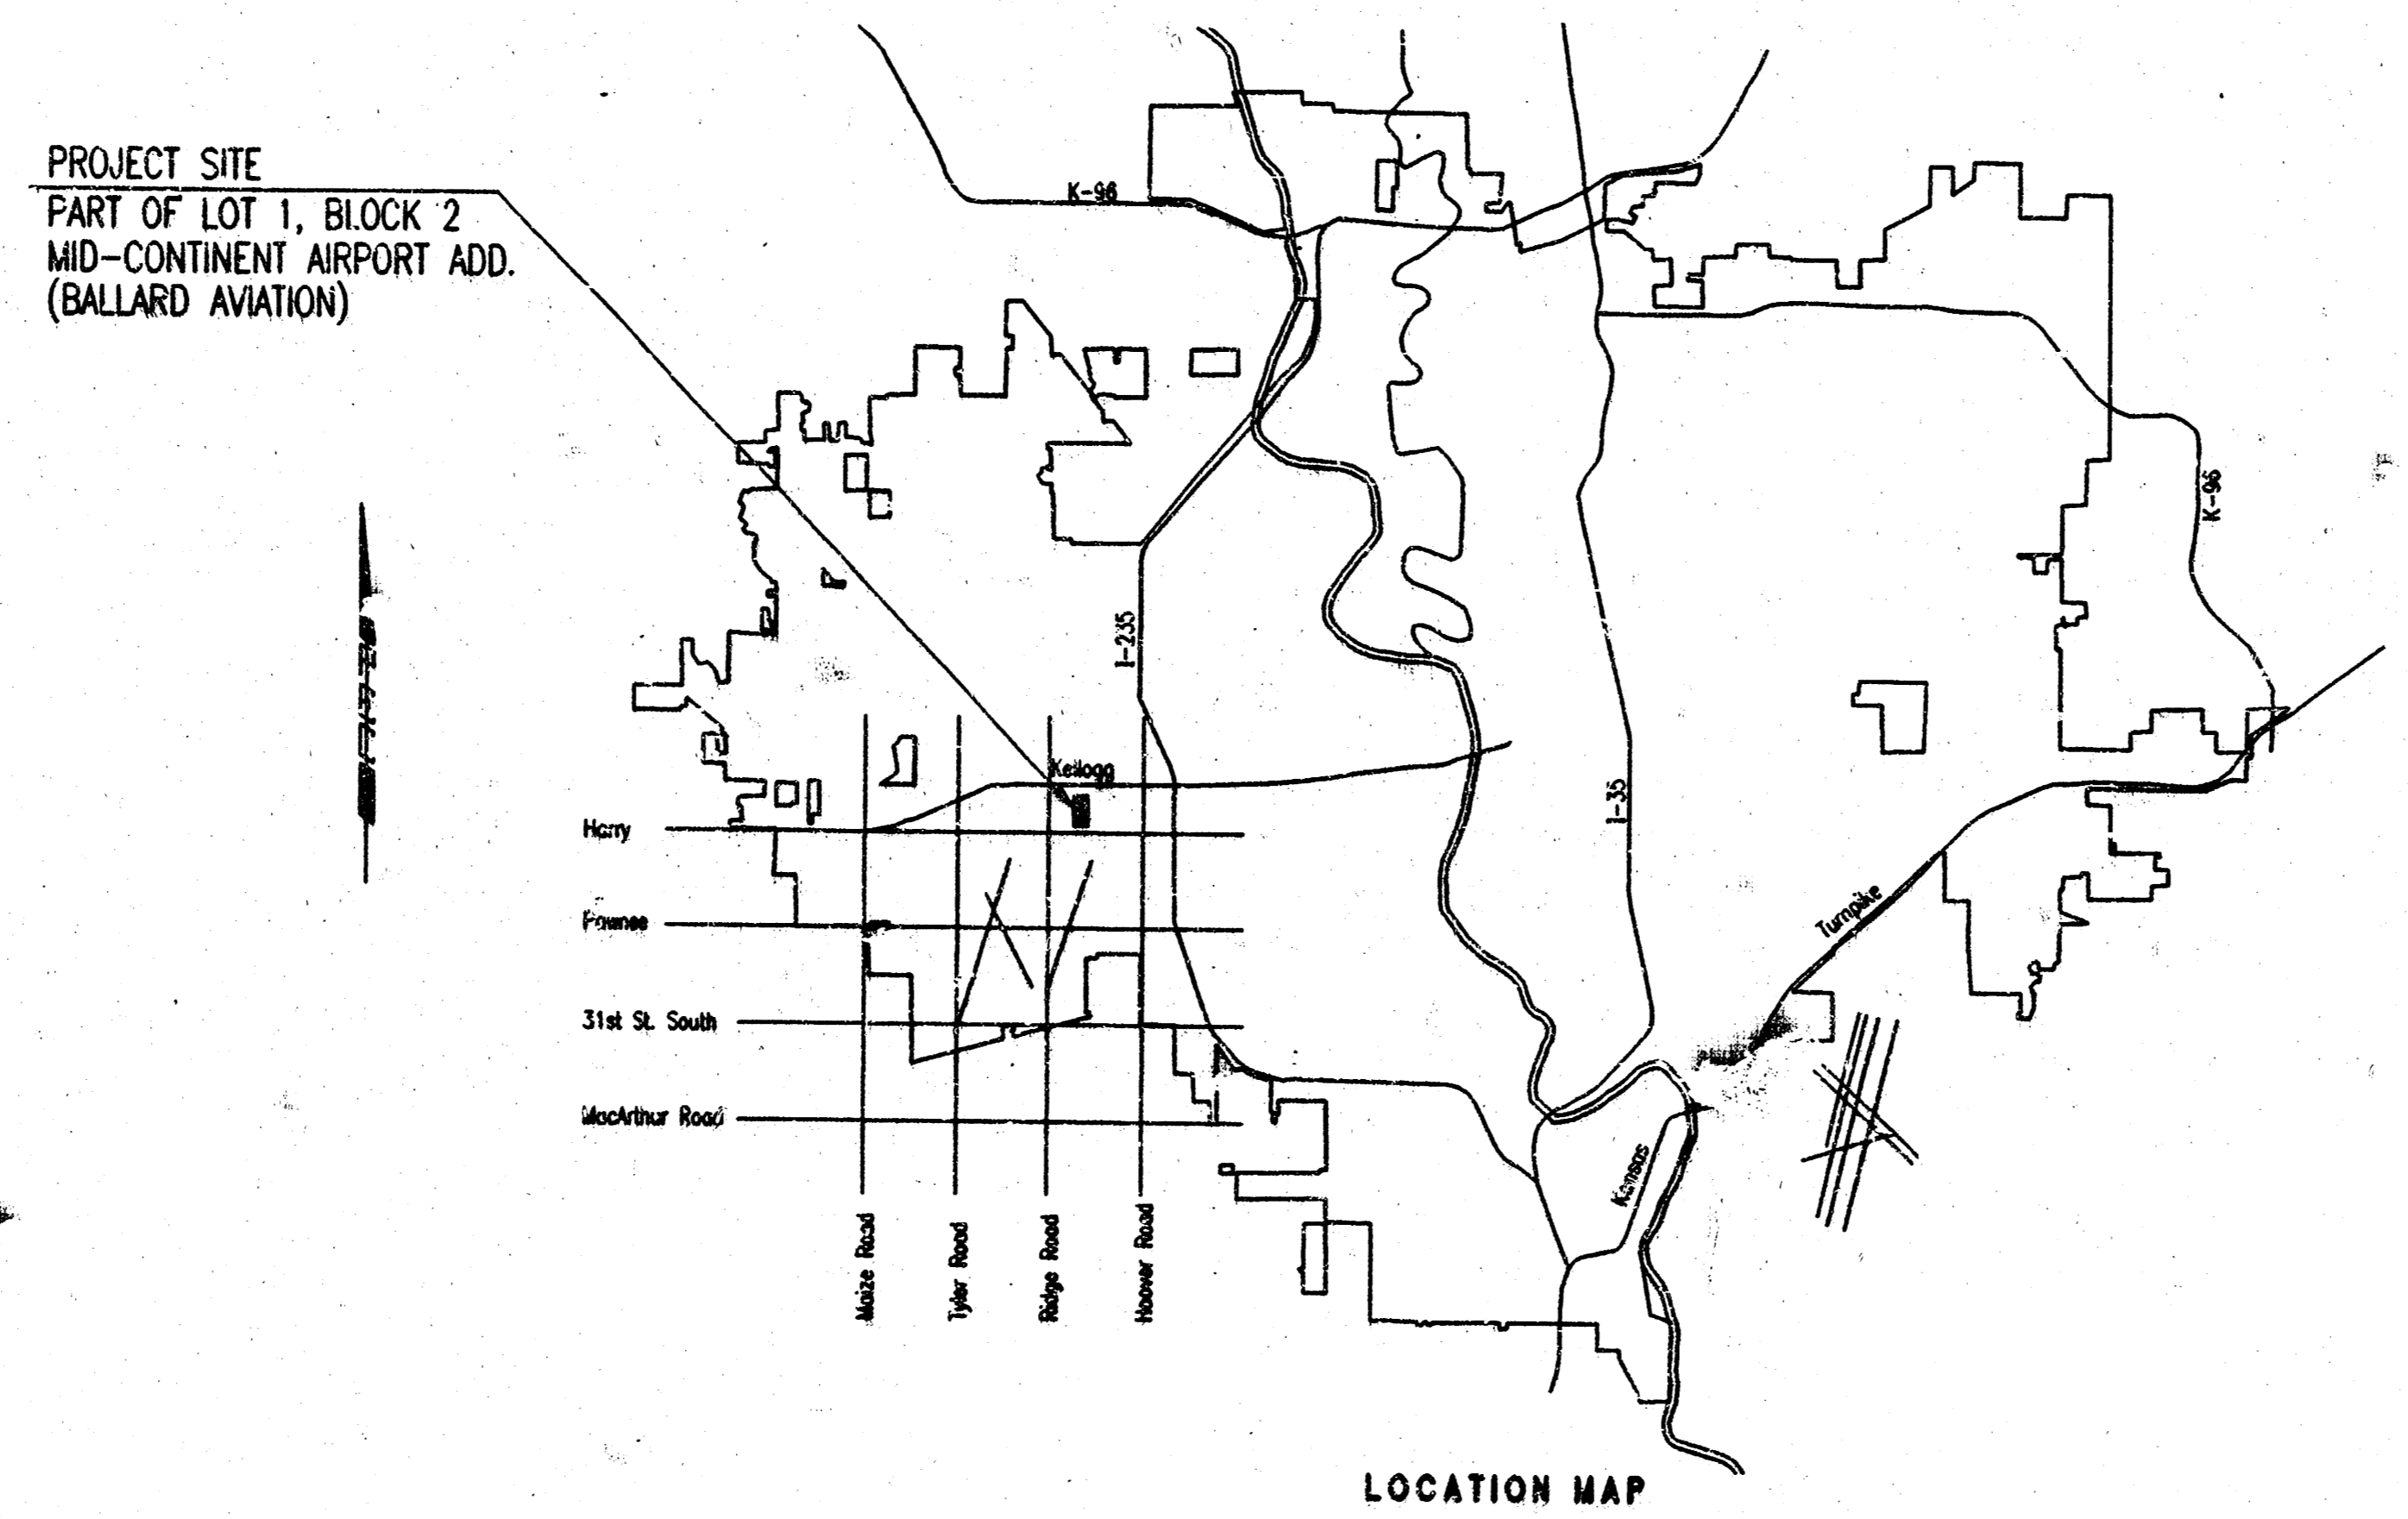 PROJECT SITE
PART OF LOT 1, BLOCK 2
MID-CONTINENT AIRPORT ADD.
(BALLARD AVIATION)
K-96
K-96
I-235
Kellogg
I-35
Harry
Pawnee
Turnpike
31st St. South
MacArthur Road
Kansas
Maize Road
Tyler Road
Ridge Road
Hoover Road
LOCATION MAP